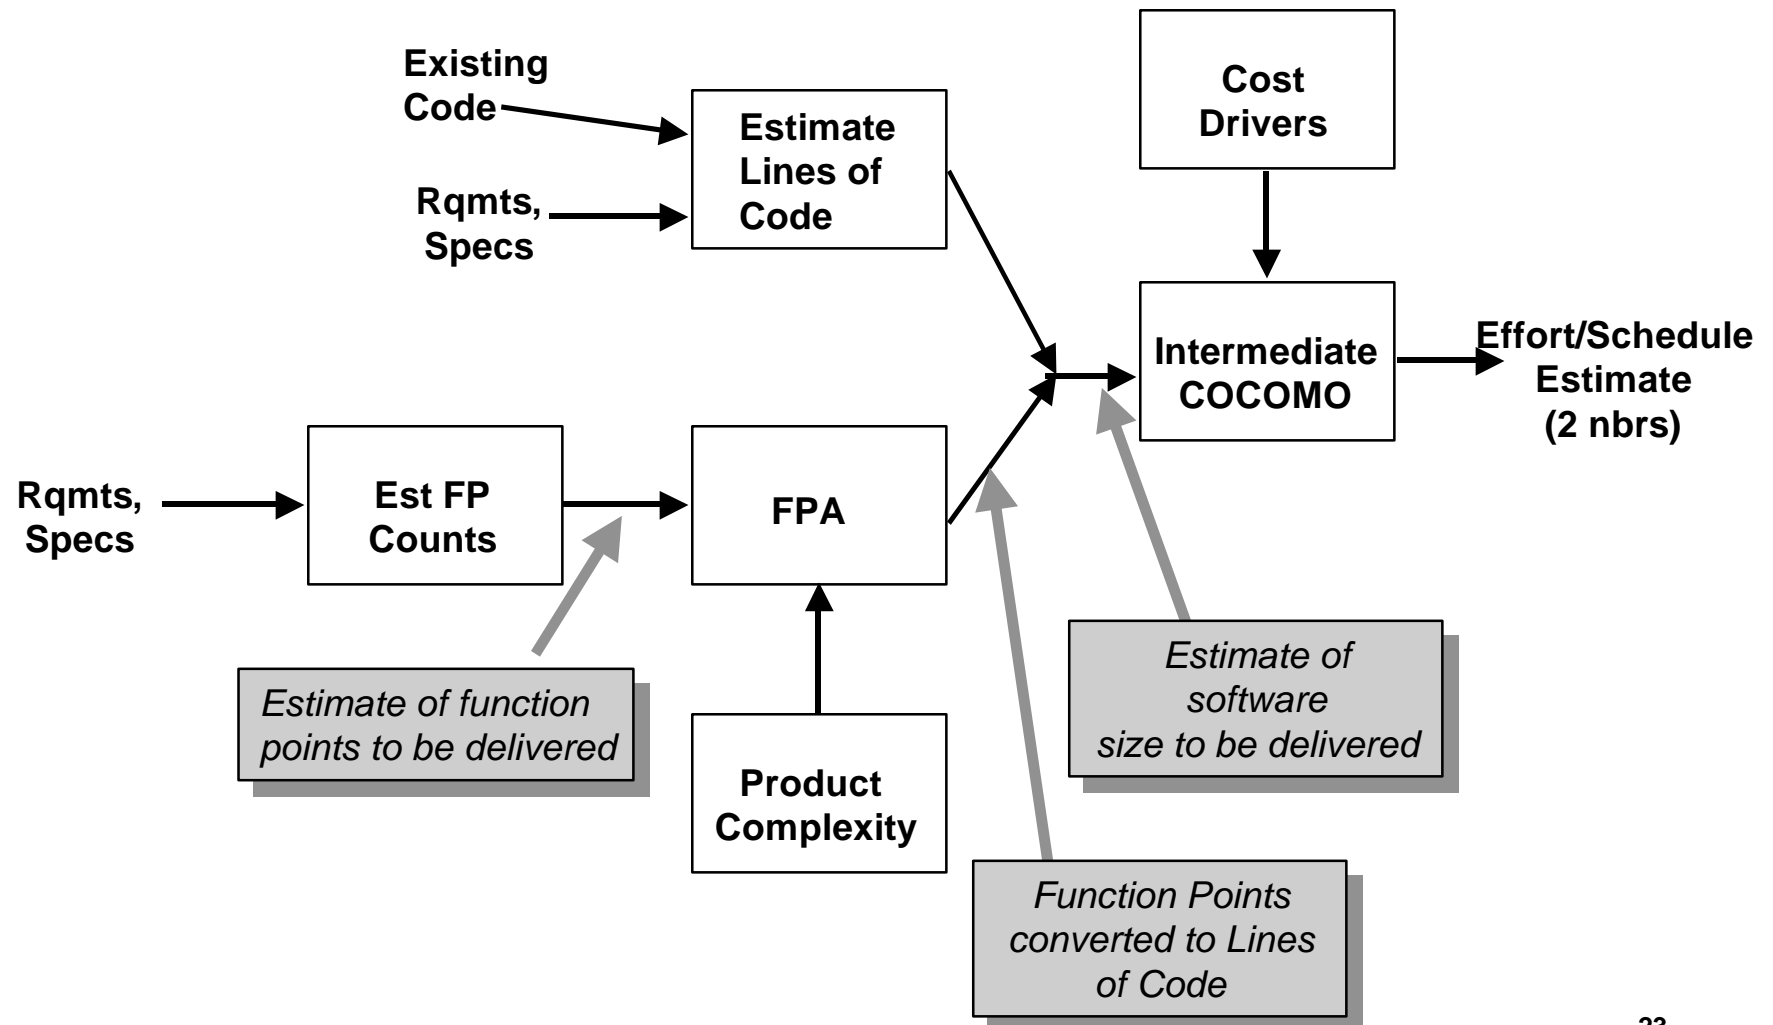 Existing
Code
Rqmts,
Specs
Estimate
Lines of
Code
Cost
Drivers
Intermediate
COCOMO
Effort/Schedule
Estimate
(2 nbrs)
Rqmts,
Specs
Est FP
Counts
FPA
Product
Complexity
Estimate of function
points to be delivered
Estimate of
software
size to be delivered
Function Points
converted to Lines
of Code
23